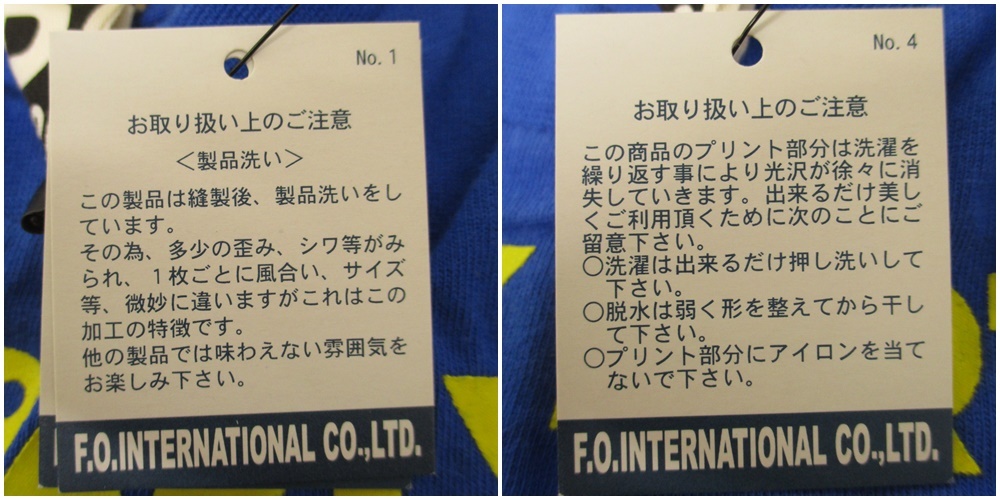 No. 1
お取り扱い上のご注意
＜製品洗い＞
この製品は縫製後、製品洗いをし
ています。
その為、多少の歪み、シワ等がみ
られ、１枚ごとに風合い、サイズ
等、微妙に違いますがこれはこの
加工の特徴です。
他の製品では味わえない雰囲気を
お楽しみ下さい。
F.O.INTERNATIONAL CO.,LTD.
No. 4
お取り扱い上のご注意
この商品のプリント部分は洗濯を
繰り返す事により光沢が徐々に消
失していきます。出来るだけ美し
くご利用頂くために次のことにご
留意下さい。
○洗濯は出来るだけ押し洗いして
下さい。
○脱水は弱く形を整えてから干し
て下さい。
○プリント部分にアイロンを当て
ないで下さい。
F.O.INTERNATIONAL CO.,LTD.